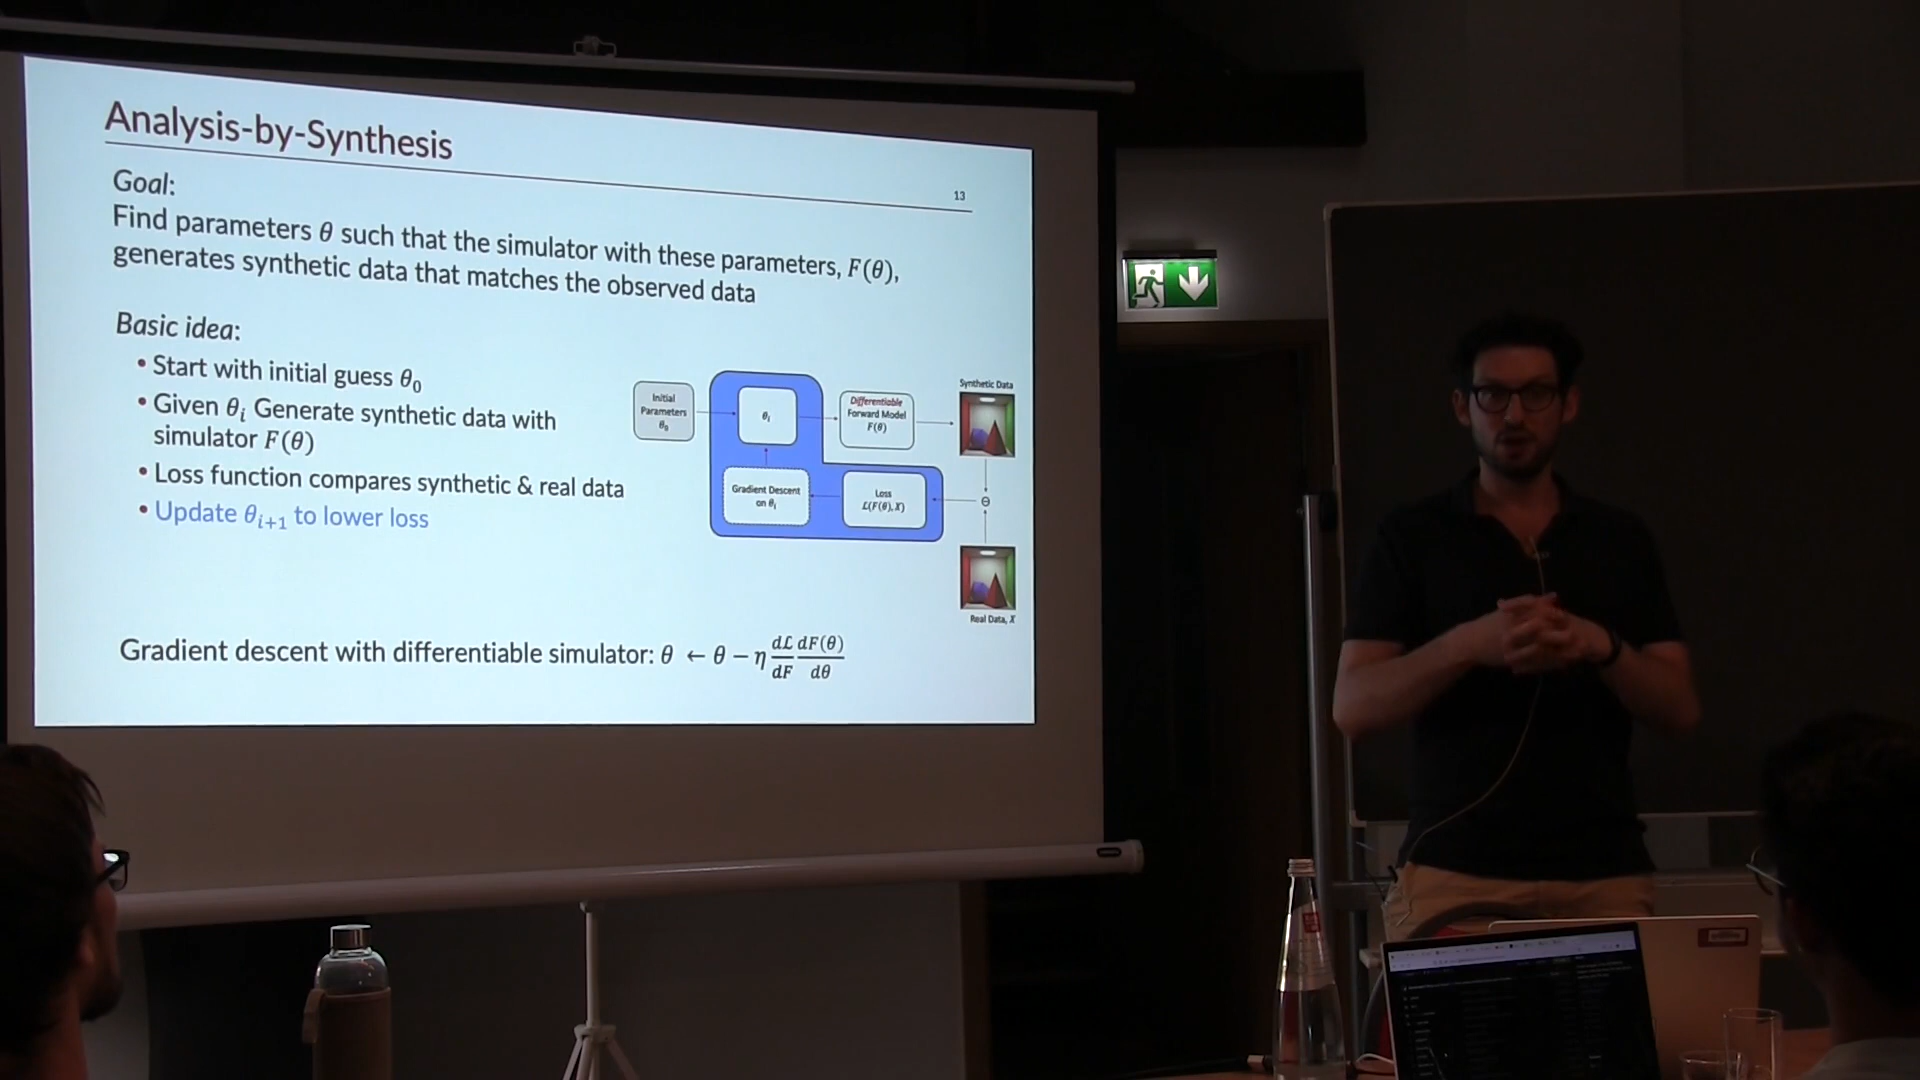 Analysis-by-Synthesis
13
Goal:
Find parameters θ such that the simulator with these parameters, F(θ),
generates synthetic data that matches the observed data
Basic idea:
• Start with initial guess θ₀
• Given θᵢ Generate synthetic data with
simulator F(θ)
• Loss function compares synthetic & real data
• Update θᵢ₊₁ to lower loss
Initial
Parameters
θ₀
θᵢ
Differentiable
Forward Model
F(θ)
Synthetic Data
Gradient Descent
on θᵢ
Loss
ℒ(F(θ), X)
⊖
Real Data, X
Gradient descent with differentiable simulator: θ ← θ − η dℒ/dF dF(θ)/dθ